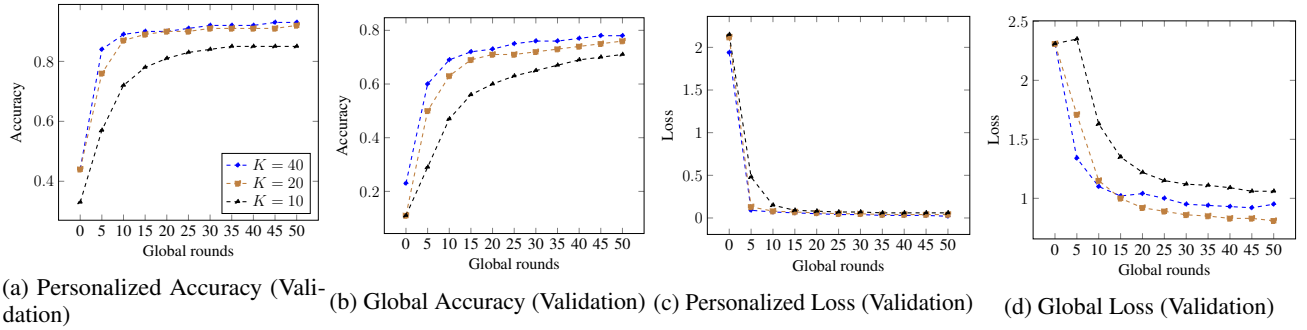 0.8
0.6
0.4
Accuracy
K = 40
K = 20
K = 10
0 5 10 15 20 25 30 35 40 45 50
Global rounds
(a) Personalized Accuracy (Vali-
dation)
0.8
0.6
0.4
0.2
Accuracy
0 5 10 15 20 25 30 35 40 45 50
Global rounds
(b) Global Accuracy (Validation)
2
1.5
1
0.5
0
Loss
0 5 10 15 20 25 30 35 40 45 50
Global rounds
(c) Personalized Loss (Validation)
2.5
2
1.5
1
Loss
0 5 10 15 20 25 30 35 40 45 50
Global rounds
(d) Global Loss (Validation)